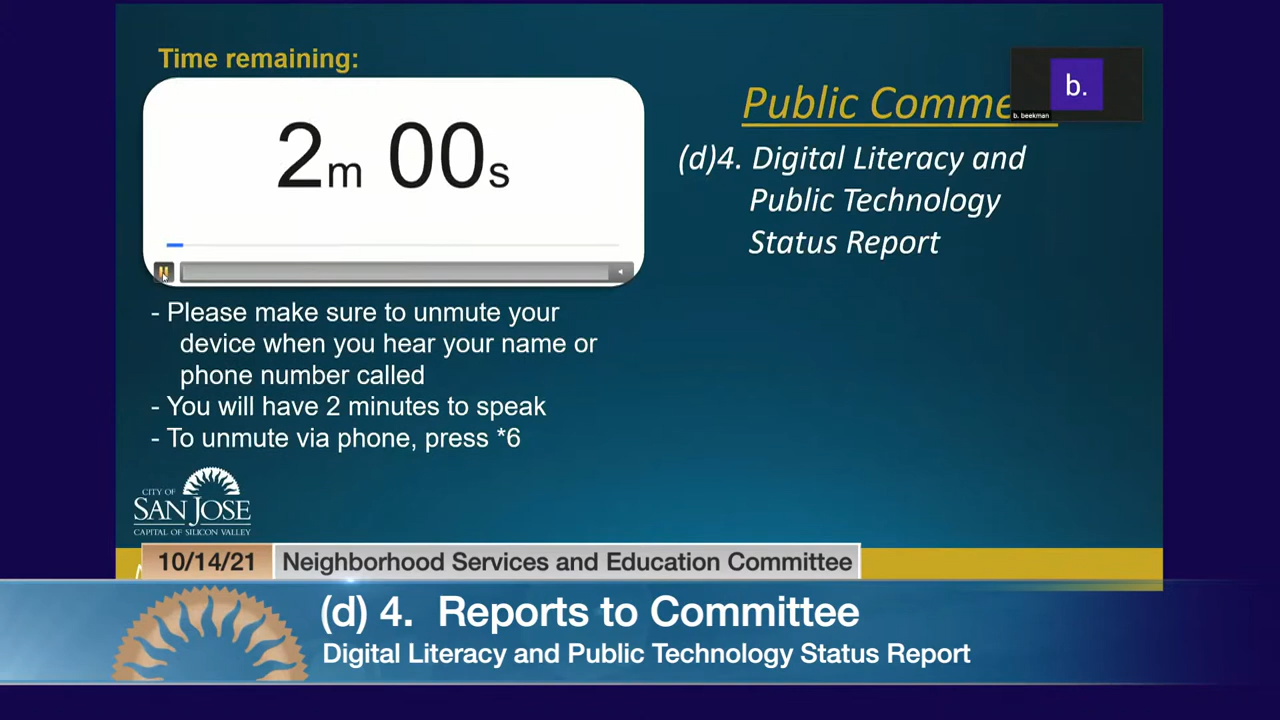 Time remaining:
2m 00s
Public Comme
b.
b. beekman
(d)4. Digital Literacy and
Public Technology
Status Report
- Please make sure to unmute your
device when you hear your name or
phone number called
- You will have 2 minutes to speak
- To unmute via phone, press *6
CITY OF
SAN JOSE
CAPITAL OF SILICON VALLEY
10/14/21
Neighborhood Services and Education Committee
(d) 4. Reports to Committee
Digital Literacy and Public Technology Status Report